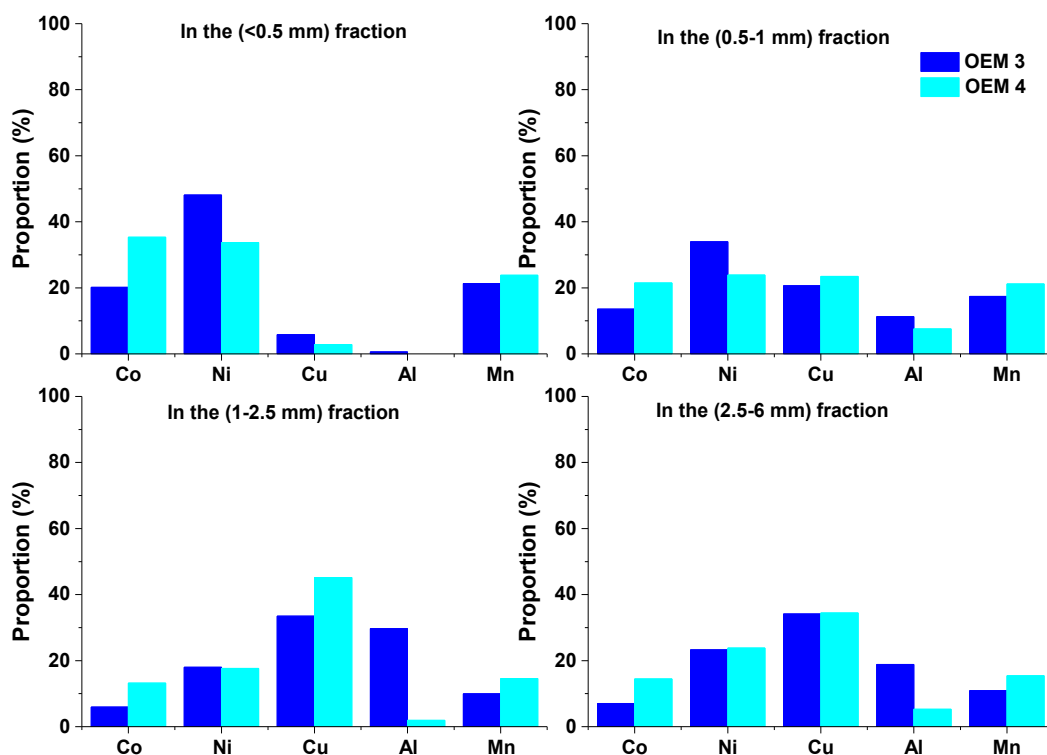 In the (<0.5 mm) fraction
Proportion (%)
100
80
60
40
20
0
Co Ni Cu Al Mn
In the (0.5-1 mm) fraction
OEM 3
OEM 4
Proportion (%)
100
80
60
40
20
0
Co Ni Cu Al Mn
In the (1-2.5 mm) fraction
Proportion (%)
100
80
60
40
20
0
Co Ni Cu Al Mn
In the (2.5-6 mm) fraction
Proportion (%)
100
80
60
40
20
0
Co Ni Cu Al Mn